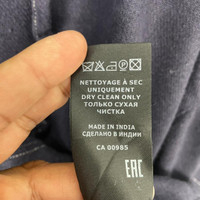 NETTOYAGE À SEC
UNIQUEMENT
DRY CLEAN ONLY
ТОЛЬКО СУХАЯ
ЧИСТКА
MADE IN INDIA
СДЕЛАНО В ИНДИИ
CA 00985
EAC